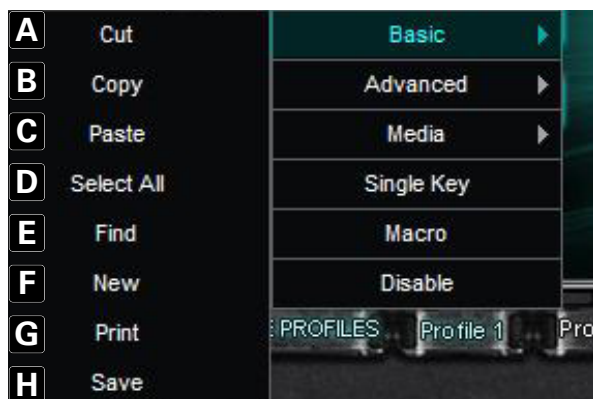 A Cut
B Copy
C Paste
D Select All
E Find
F New
G Print
H Save
Basic
Advanced
Media
Single Key
Macro
Disable
PROFILES
Profile 1
Pro